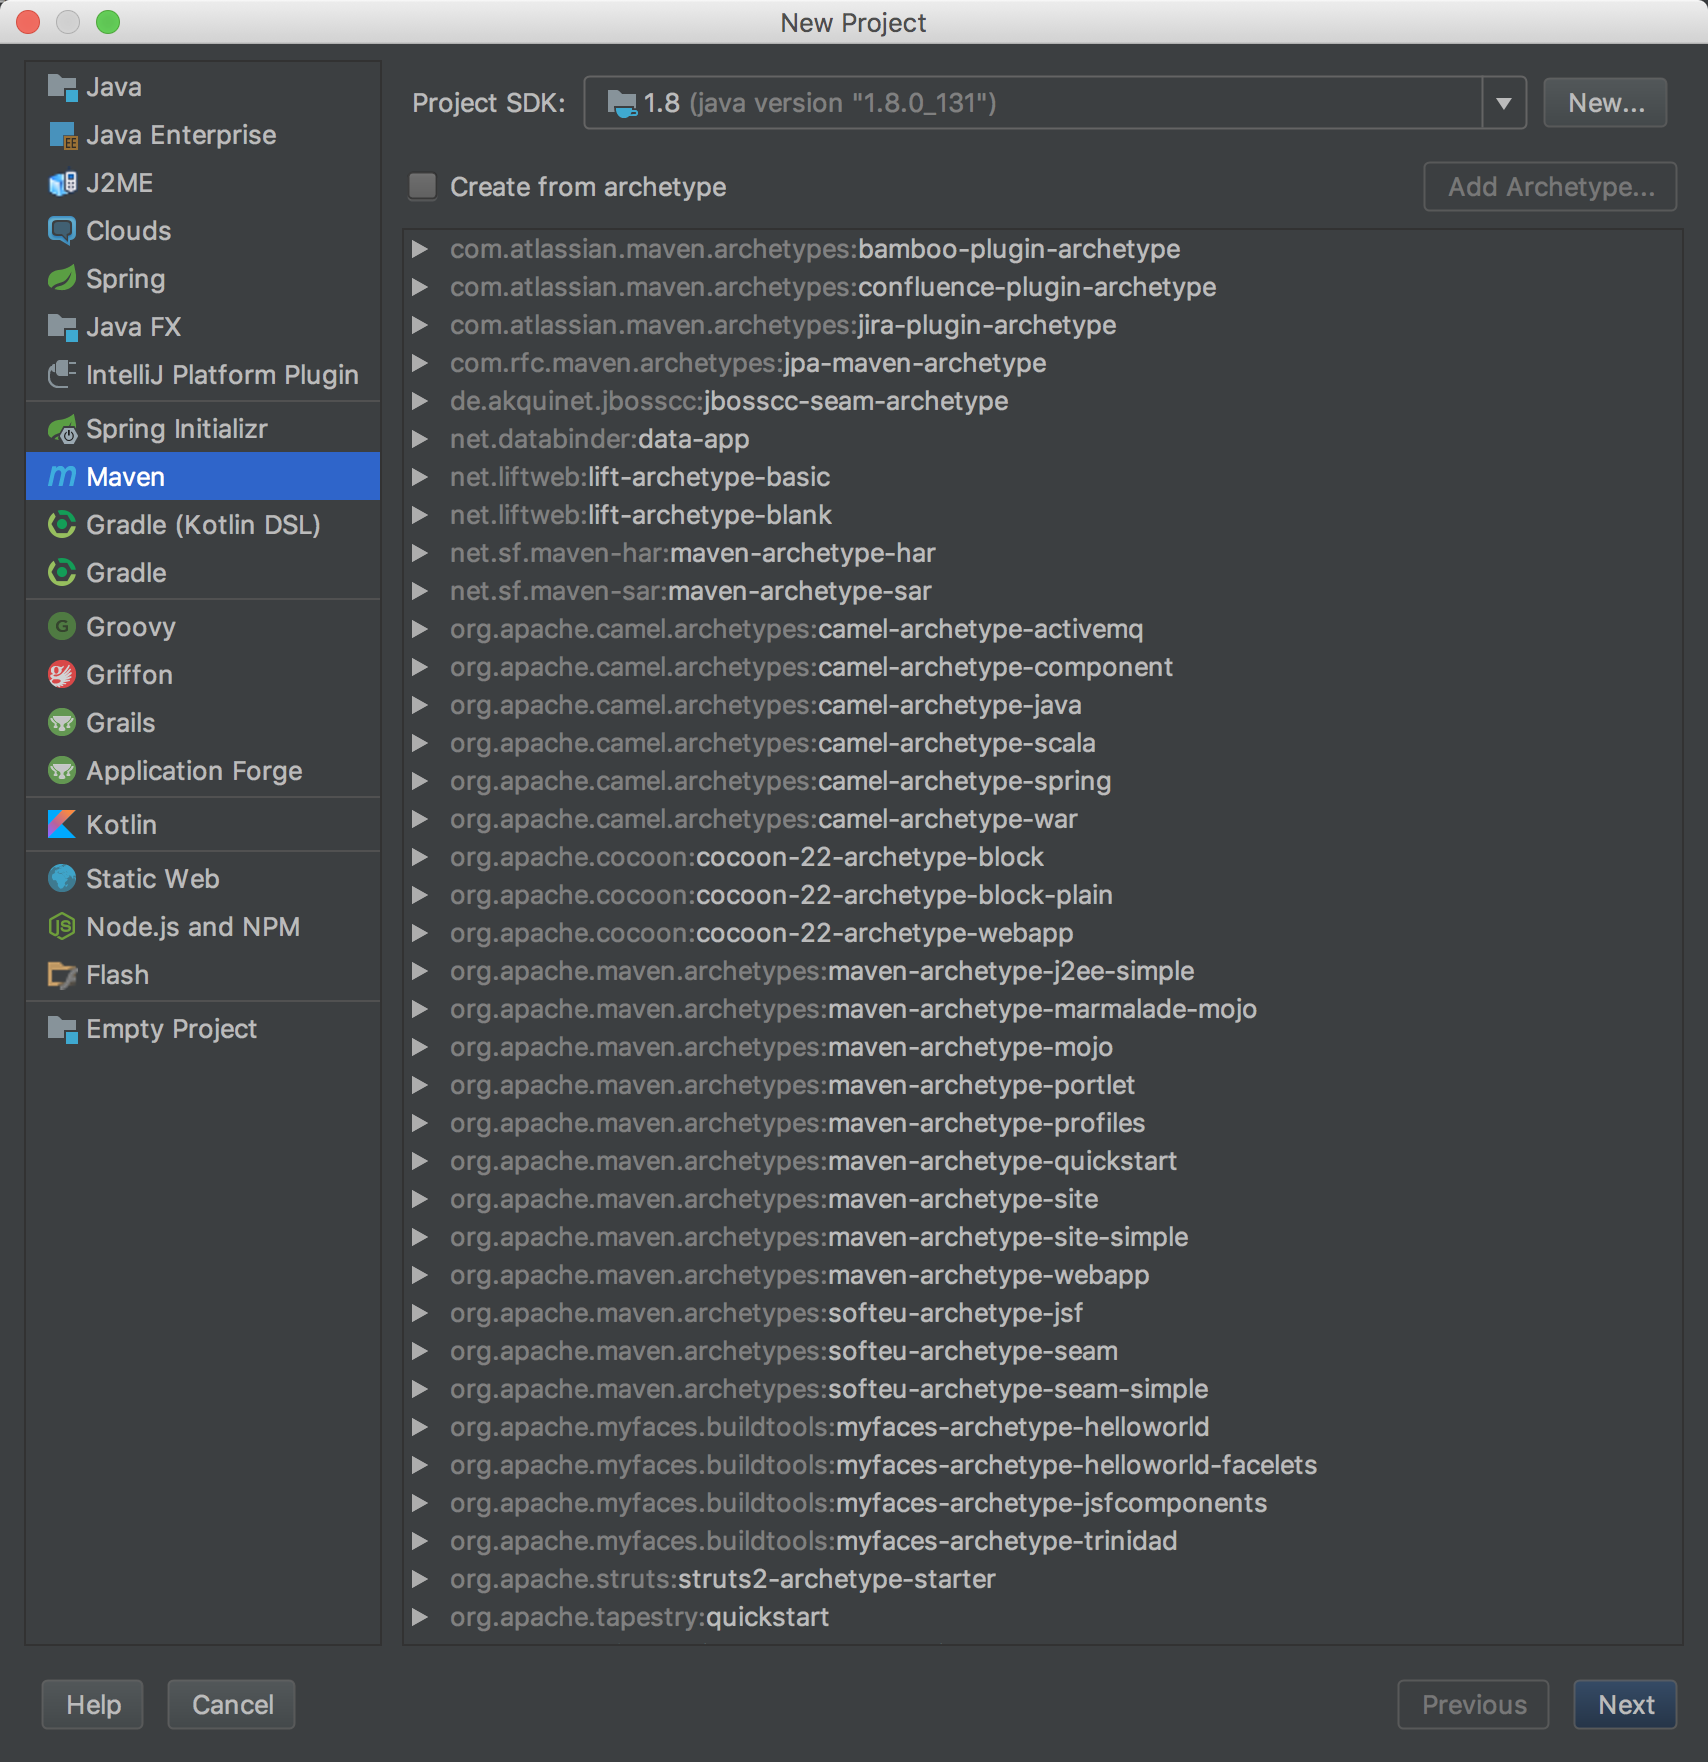 New Project
Java
Java Enterprise
J2ME
Clouds
Spring
Java FX
IntelliJ Platform Plugin
Spring Initializr
Maven
Gradle (Kotlin DSL)
Gradle
Groovy
Griffon
Grails
Application Forge
Kotlin
Static Web
Node.js and NPM
Flash
Empty Project
Project SDK: 1.8 (java version "1.8.0_131") New...
Create from archetype Add Archetype...
com.atlassian.maven.archetypes:bamboo-plugin-archetype
com.atlassian.maven.archetypes:confluence-plugin-archetype
com.atlassian.maven.archetypes:jira-plugin-archetype
com.rfc.maven.archetypes:jpa-maven-archetype
de.akquinet.jbosscc:jbosscc-seam-archetype
net.databinder:data-app
net.liftweb:lift-archetype-basic
net.liftweb:lift-archetype-blank
net.sf.maven-har:maven-archetype-har
net.sf.maven-sar:maven-archetype-sar
org.apache.camel.archetypes:camel-archetype-activemq
org.apache.camel.archetypes:camel-archetype-component
org.apache.camel.archetypes:camel-archetype-java
org.apache.camel.archetypes:camel-archetype-scala
org.apache.camel.archetypes:camel-archetype-spring
org.apache.camel.archetypes:camel-archetype-war
org.apache.cocoon:cocoon-22-archetype-block
org.apache.cocoon:cocoon-22-archetype-block-plain
org.apache.cocoon:cocoon-22-archetype-webapp
org.apache.maven.archetypes:maven-archetype-j2ee-simple
org.apache.maven.archetypes:maven-archetype-marmalade-mojo
org.apache.maven.archetypes:maven-archetype-mojo
org.apache.maven.archetypes:maven-archetype-portlet
org.apache.maven.archetypes:maven-archetype-profiles
org.apache.maven.archetypes:maven-archetype-quickstart
org.apache.maven.archetypes:maven-archetype-site
org.apache.maven.archetypes:maven-archetype-site-simple
org.apache.maven.archetypes:maven-archetype-webapp
org.apache.maven.archetypes:softeu-archetype-jsf
org.apache.maven.archetypes:softeu-archetype-seam
org.apache.maven.archetypes:softeu-archetype-seam-simple
org.apache.myfaces.buildtools:myfaces-archetype-helloworld
org.apache.myfaces.buildtools:myfaces-archetype-helloworld-facelets
org.apache.myfaces.buildtools:myfaces-archetype-jsfcomponents
org.apache.myfaces.buildtools:myfaces-archetype-trinidad
org.apache.struts:struts2-archetype-starter
org.apache.tapestry:quickstart
Help Cancel Previous Next